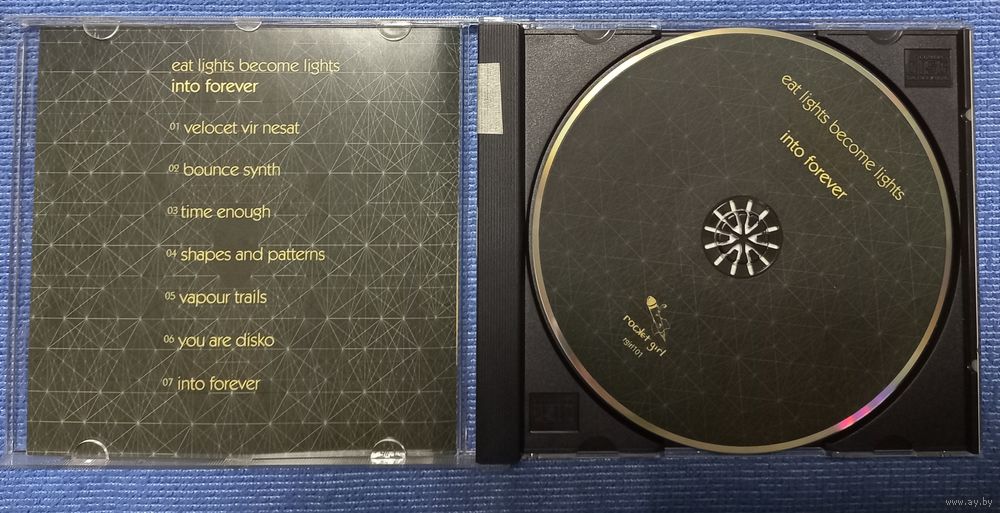 eat lights become lights
into forever
01 velocet vir nesat
02 bounce synth
03 time enough
04 shapes and patterns
05 vapour trails
06 you are disko
07 into forever
eat lights become lights
into forever
rocket girl
rgirl101
www.ay.by